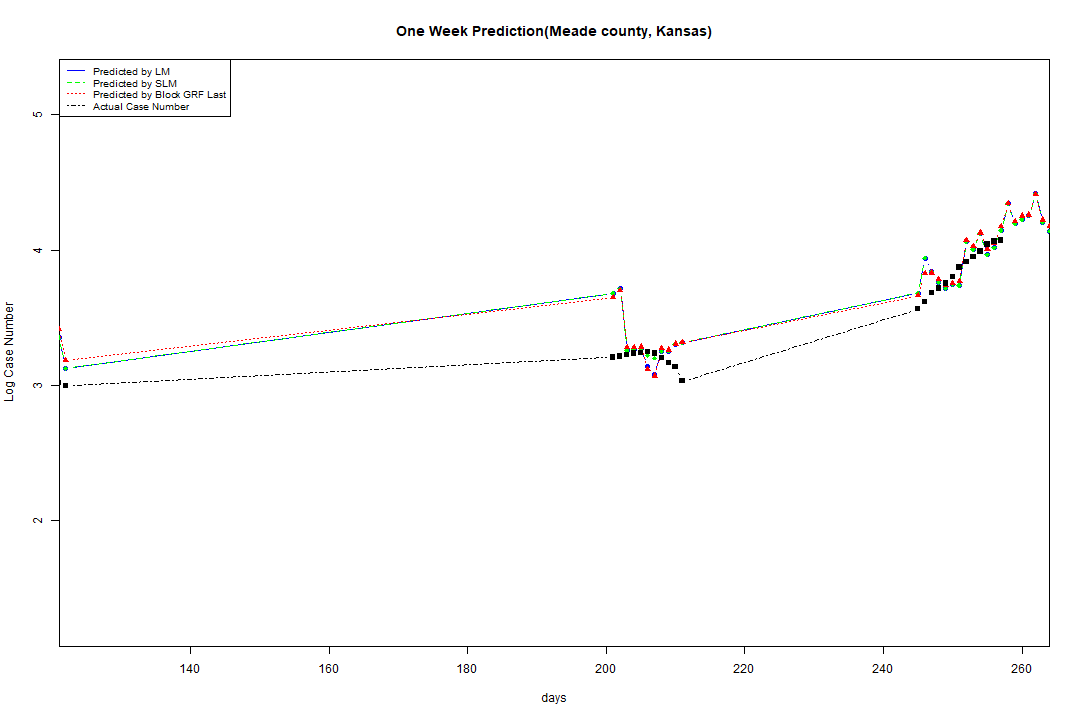 One Week Prediction(Meade county, Kansas)
Predicted by LM
Predicted by SLM
Predicted by Block GRF Last
Actual Case Number
5
4
3
2
Log Case Number
140 160 180 200 220 240 260
days